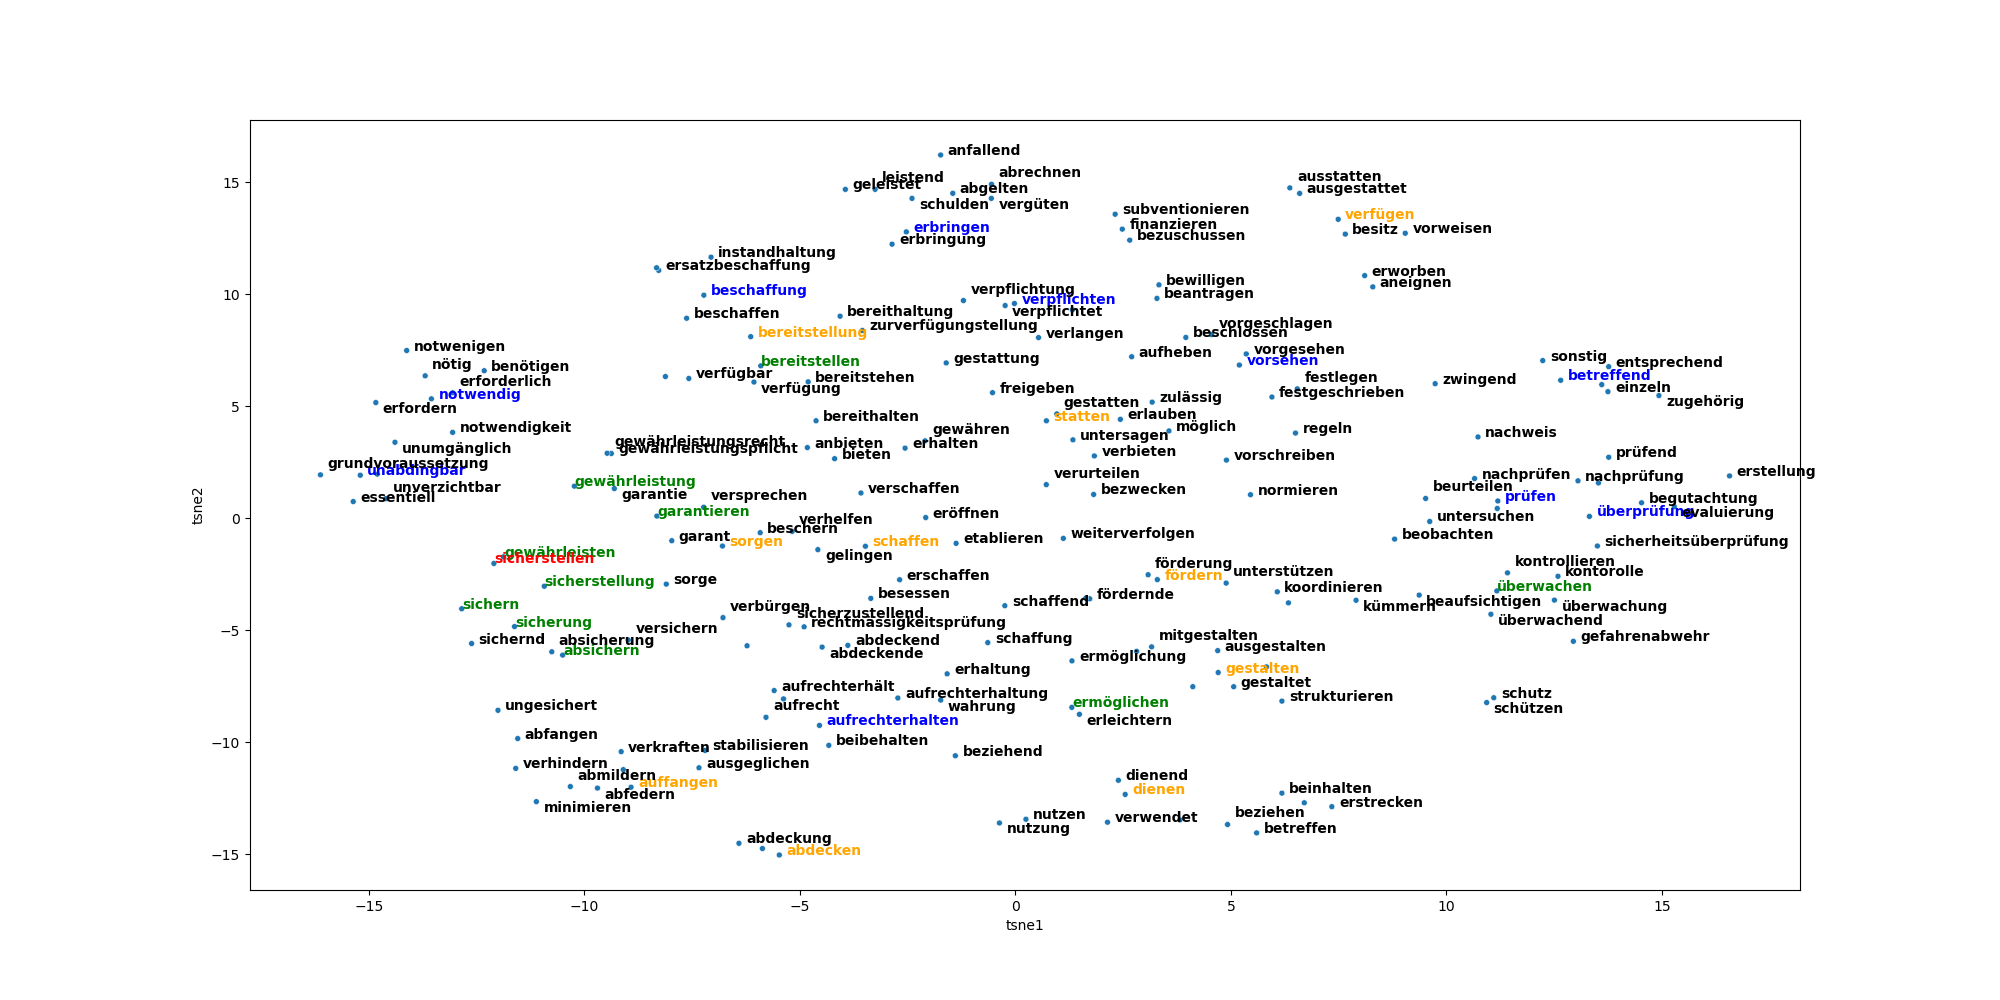 anfallend
abrechnen
leistend
geleistet
abgelten
schulden
vergüten
ausstatten
ausgestattet
subventionieren
finanzieren
bezuschussen
verfügen
besitz
vorweisen
erbringen
erbringung
instandhaltung
ersatzbeschaffung
beschaffung
beschaffen
erworben
aneignen
bewilligen
beantragen
verpflichtung
verpflichten
verpflichtet
bereithaltung
zurverfügungstellung
bereitstellung
verlangen
vorgeschlagen
beschlossen
aufheben
vorgesehen
vorsehen
gestattung
bereitstellen
verfügbar
bereitstehen
verfügung
notwenigen
nötig
benötigen
erforderlich
notwendig
erfordern
sonstig
entsprechend
betreffend
einzeln
zugehörig
zwingend
festlegen
festgeschrieben
freigeben
gestatten
zulässig
statten
erlauben
möglich
bereithalten
notwendigkeit
gewähren
regeln
nachweis
untersagen
verbieten
gewährleistungsrecht
gewährleistungspflicht
anbieten
erhalten
bieten
unumgänglich
grundvoraussetzung
unabdingbar
unverzichtbar
essentiell
vorschreiben
prüfend
erstellung
nachprüfen
nachprüfung
verurteilen
bezwecken
normieren
beurteilen
prüfen
begutachtung
überprüfung
evaluierung
gewährleistung
garantie
versprechen
verschaffen
garantieren
eröffnen
verhelfen
beschern
untersuchen
beobachten
weiterverfolgen
garant
sorgen
schaffen
etablieren
gelingen
sicherheitsüberprüfung
gewährleisten
sicherstellen
kontrollieren
kontorolle
förderung
fördern
unterstützen
sicherstellung
sorge
erschaffen
koordinieren
überwachen
besessen
fördernde
schaffend
kümmern
beaufsichtigen
überwachung
sichern
verbürgen
sicherzustellend
rechtmässigkeitsprüfung
sicherung
versichern
überwachend
sichernd
absicherung
absichern
abdeckend
abdeckende
schaffung
mitgestalten
gefahrenabwehr
ausgestalten
ermöglichung
erhaltung
gestalten
gestaltet
strukturieren
schutz
schützen
aufrechterhält
aufrechterhaltung
wahrung
aufrecht
aufrechterhalten
ermöglichen
erleichtern
ungesichert
abfangen
beibehalten
verkraften
stabilisieren
beziehend
verhindern
ausgeglichen
abmildern
auffangen
abfedern
minimieren
dienend
dienen
beinhalten
erstrecken
nutzen
nutzung
verwendet
beziehen
betreffen
abdeckung
abdecken
15
10
5
0
−5
−10
−15
tsne2
−15
−10
−5
0
5
10
15
tsne1